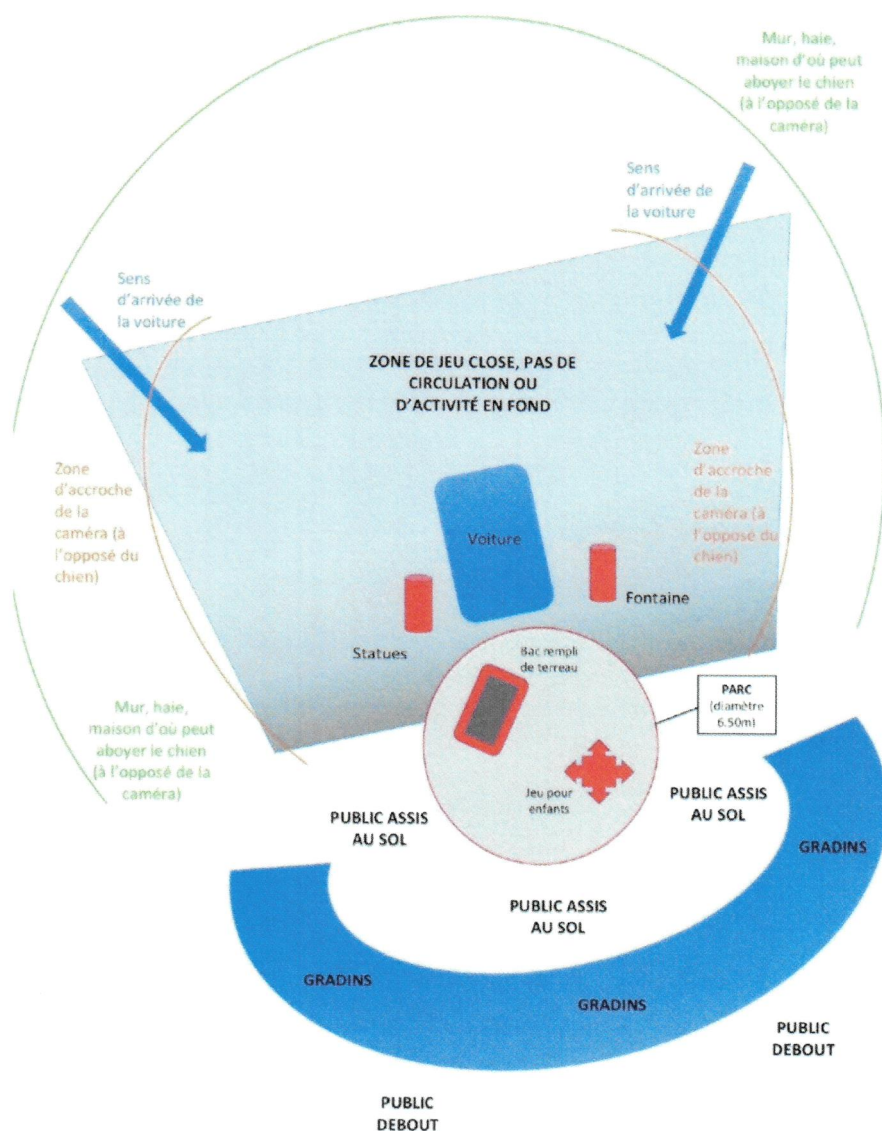 Mur, haie,
maison d'où peut
aboyer le chien
(à l'opposé de la
caméra)
Sens
d'arrivée de
la voiture
Sens
d'arrivée de
la voiture
ZONE DE JEU CLOSE, PAS DE
CIRCULATION OU
D'ACTIVITÉ EN FOND
Zone
d'accroche
de la
caméra (à
l'opposé du
chien)
Zone
d'accroche
de la
caméra (à
l'opposé du
chien)
Voiture
Fontaine
Statues
Bac rempli
de terreau
PARC
(diamètre
6.50m)
Mur, haie,
maison d'où peut
aboyer le chien
(à l'opposé de la
caméra)
Jeu pour
enfants
PUBLIC ASSIS
AU SOL
PUBLIC ASSIS
AU SOL
GRADINS
PUBLIC ASSIS
AU SOL
GRADINS
GRADINS
PUBLIC
DEBOUT
PUBLIC
DEBOUT